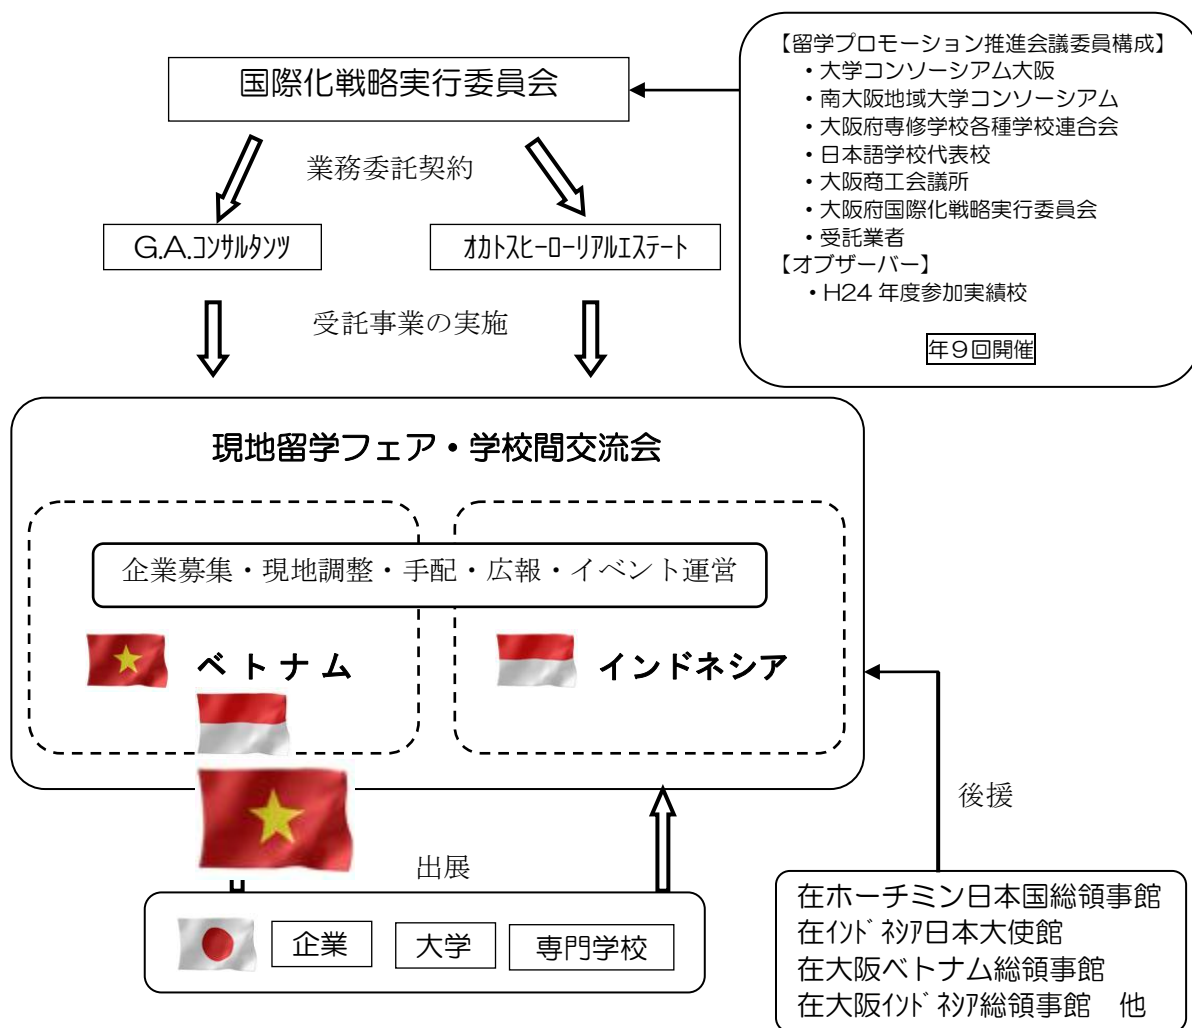 国際化戦略実行委員会
【留学プロモーション推進会議委員構成】
・大学コンソーシアム大阪
・南大阪地域大学コンソーシアム
・大阪府専修学校各種学校連合会
・日本語学校代表校
・大阪商工会議所
・大阪府国際化戦略実行委員会
・受託業者
【オブザーバー】
・H24 年度参加実績校
年9回開催
業務委託契約
G.A.ｺﾝｻﾙﾀﾝﾂ
ｵｶﾄｽﾋｰﾛｰﾘｱﾙｴｽﾃｰﾄ
受託事業の実施
現地留学フェア・学校間交流会
企業募集・現地調整・手配・広報・イベント運営
ベトナム
インドネシア
後援
出展
企業
大学
専門学校
在ホーチミン日本国総領事館
在ｲﾝﾄﾞﾈｼｱ日本大使館
在大阪ベトナム総領事館
在大阪ｲﾝﾄﾞﾈｼｱ総領事館　他